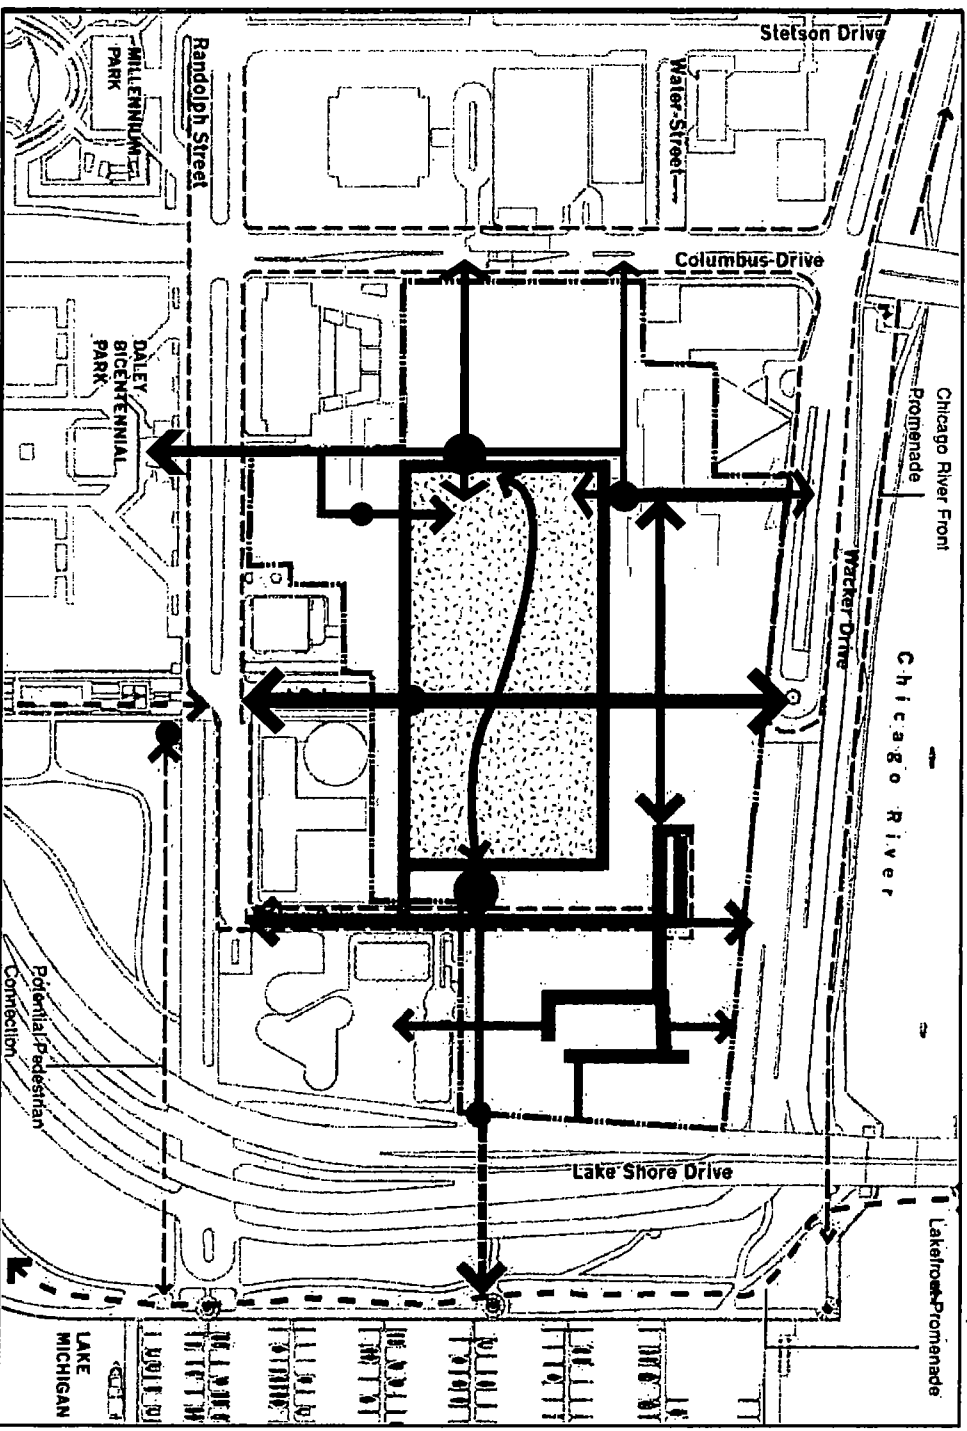 Stetson Drive
MILLENNIUM
PARK
Randolph Street
Water Street
Columbus Drive
DALEY
BICENTENNIAL
PARK
Chicago River Front
Promenade
Wacker Drive
Chicago River
Potential Pedestrian
Connection
Lake Shore Drive
Lakefront Promenade
LAKE
MICHIGAN